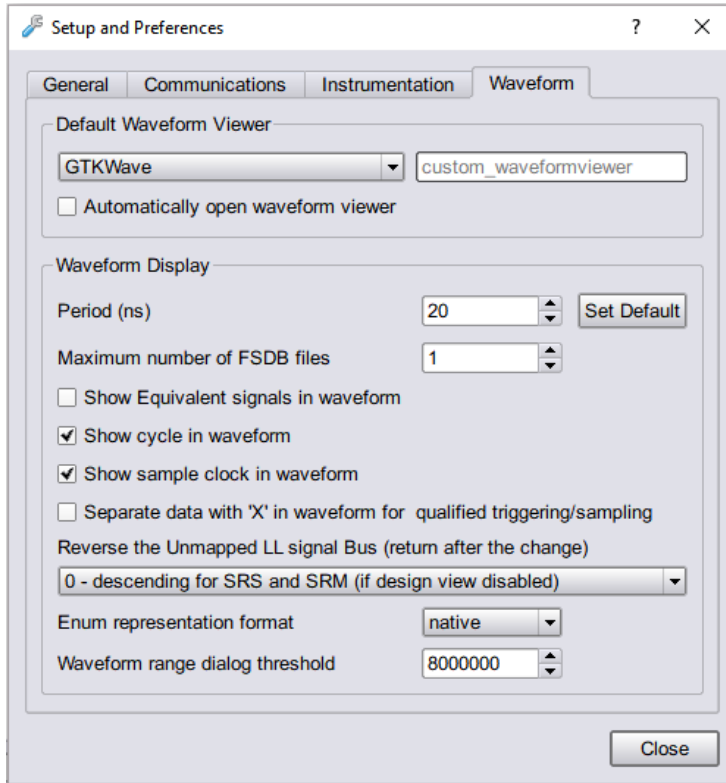 Setup and Preferences ? X
General Communications Instrumentation Waveform
Default Waveform Viewer
GTKWave custom_waveformviewer
Automatically open waveform viewer
Waveform Display
Period (ns) 20 Set Default
Maximum number of FSDB files 1
Show Equivalent signals in waveform
Show cycle in waveform
Show sample clock in waveform
Separate data with 'X' in waveform for qualified triggering/sampling
Reverse the Unmapped LL signal Bus (return after the change)
0 - descending for SRS and SRM (if design view disabled)
Enum representation format native
Waveform range dialog threshold 8000000
Close